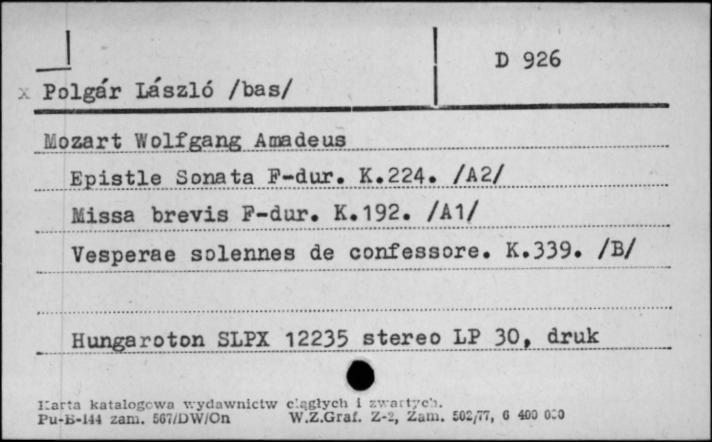 D 926
x Polgár László /bas/
Mozart Wolfgang Amadeus
Epistle Sonata F-dur. K.224. /A2/
Missa brevis F-dur. K.192. /A1/
Vesperae solennes de confessore. K.339. /B/
Hungaroton SLPX 12235 stereo LP 30, druk
Karta katalogowa wydawnictw ciągłych i zwartych.
Pu-B-144 zam. 567/DW/On W.Z.Graf. Z-2, Zam. 502/77, 6 400 000